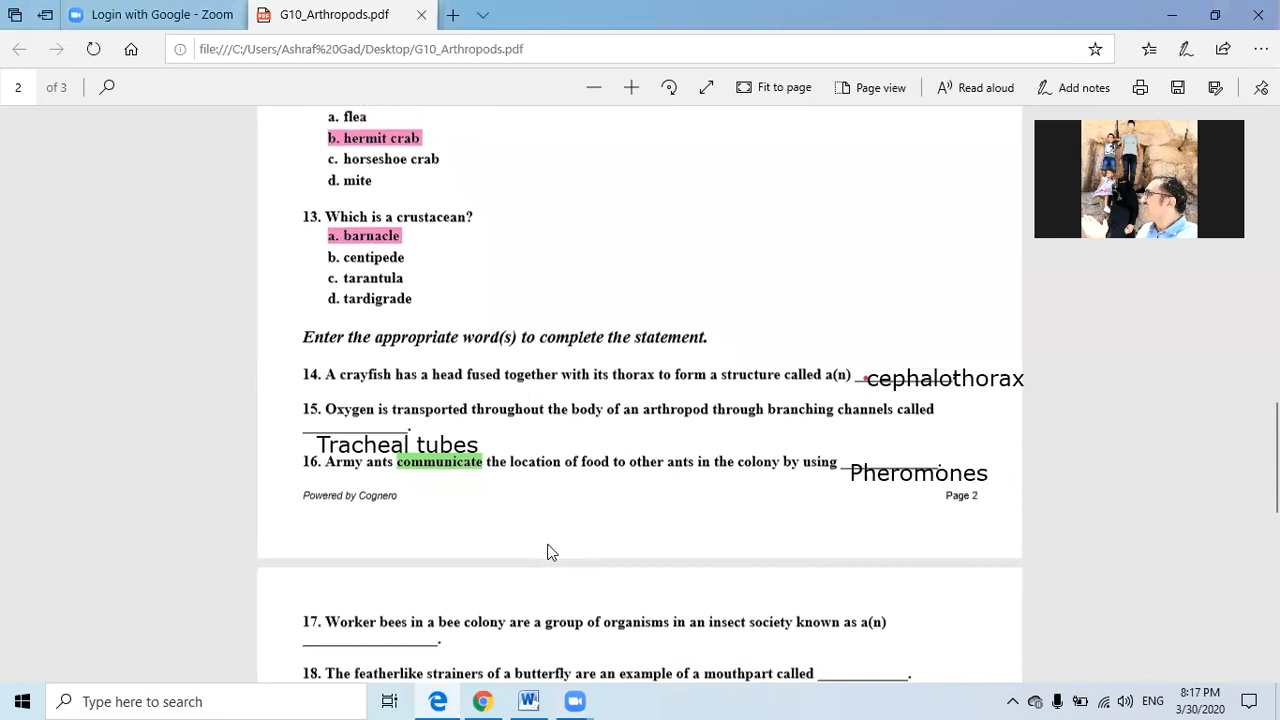 Login with Google - Zoom
G10_Arthropods.pdf
file:///C:/Users/Ashraf%20Gad/Desktop/G10_Arthropods.pdf
2 of 3
Fit to page
Page view
Read aloud
Add notes
a. flea
b. hermit crab
c. horseshoe crab
d. mite
13. Which is a crustacean?
a. barnacle
b. centipede
c. tarantula
d. tardigrade
Enter the appropriate word(s) to complete the statement.
14. A crayfish has a head fused together with its thorax to form a structure called a(n) ____________ cephalothorax
15. Oxygen is transported throughout the body of an arthropod through branching channels called
______________.
Tracheal tubes
16. Army ants communicate the location of food to other ants in the colony by using _____________.
Pheromones
Powered by Cognero Page 2
17. Worker bees in a bee colony are a group of organisms in an insect society known as a(n)
__________________.
18. The featherlike strainers of a butterfly are an example of a mouthpart called ____________.
Type here to search
ENG
8:17 PM
3/30/2020